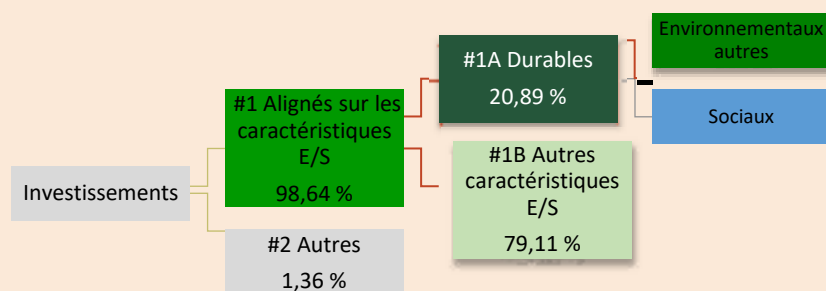 Investissements
#1 Alignés sur les
caractéristiques
E/S
98,64 %
#2 Autres
1,36 %
#1A Durables
20,89 %
#1B Autres
caractéristiques
E/S
79,11 %
Environnementaux
autres
Sociaux